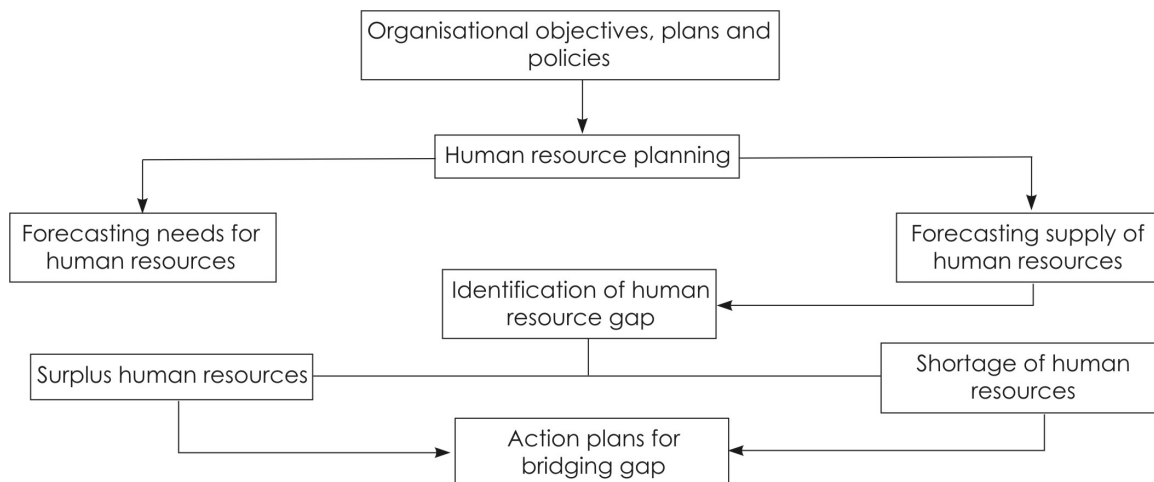 Organisational objectives, plans and
policies
Human resource planning
Forecasting needs for
human resources
Forecasting supply of
human resources
Identification of human
resource gap
Surplus human resources
Shortage of human
resources
Action plans for
bridging gap